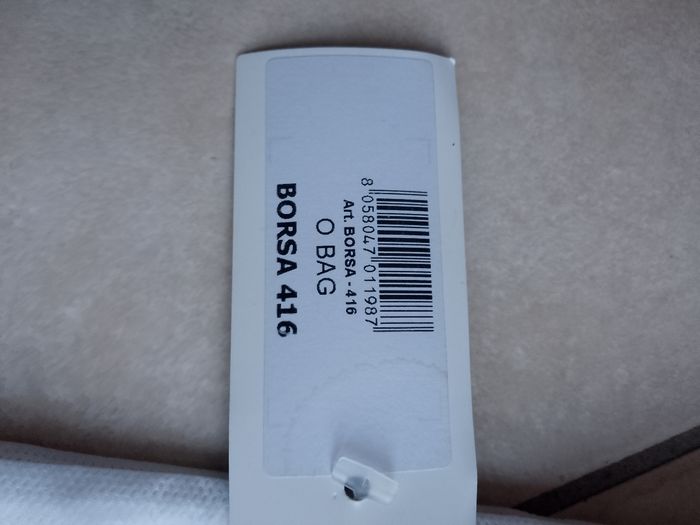 8 058047 011987
Art. BORSA - 416
O BAG
BORSA 416